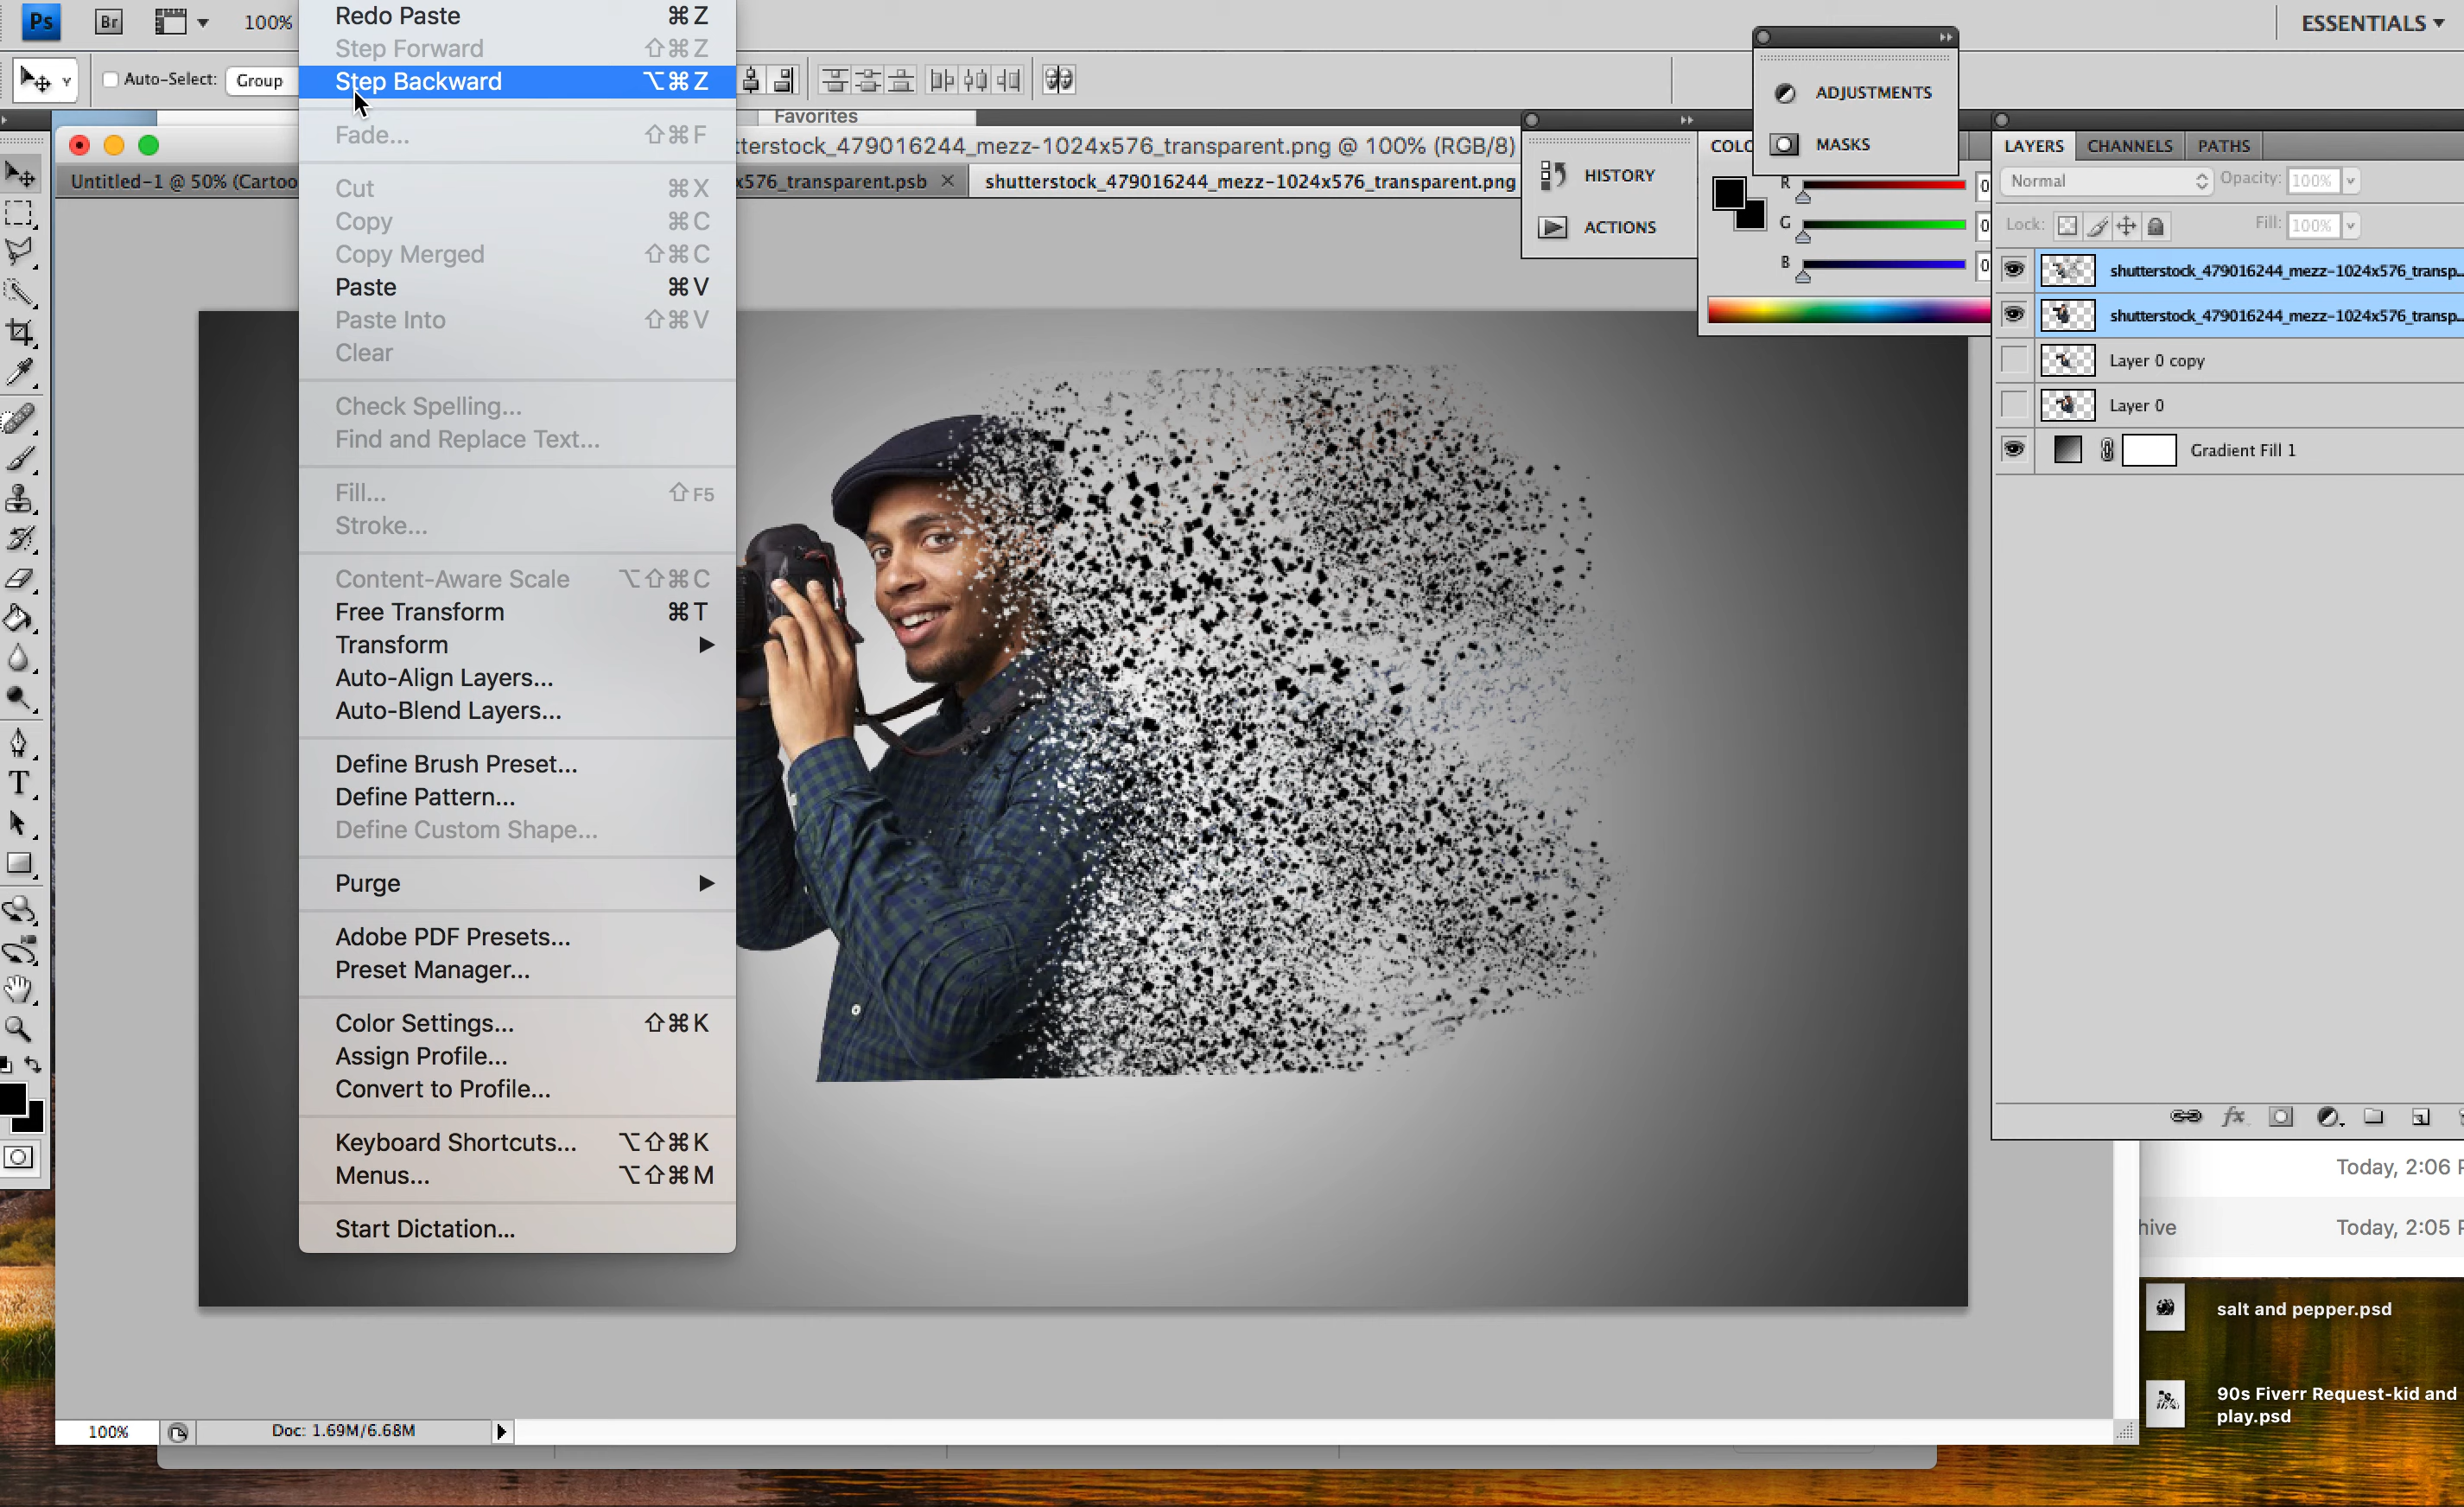 Ps Br 100%
ESSENTIALS
Auto-Select: Group
Redo Paste ⌘Z
Step Forward ⇧⌘Z
Step Backward ⌥⌘Z
Fade... ⇧⌘F
Cut ⌘X
Copy ⌘C
Copy Merged ⇧⌘C
Paste ⌘V
Paste Into ⇧⌘V
Clear
Check Spelling...
Find and Replace Text...
Fill... ⇧F5
Stroke...
Content-Aware Scale ⌥⇧⌘C
Free Transform ⌘T
Transform
Auto-Align Layers...
Auto-Blend Layers...
Define Brush Preset...
Define Pattern...
Define Custom Shape...
Purge
Adobe PDF Presets...
Preset Manager...
Color Settings... ⇧⌘K
Assign Profile...
Convert to Profile...
Keyboard Shortcuts... ⌥⇧⌘K
Menus... ⌥⇧⌘M
Start Dictation...
Favorites
tterstock_479016244_mezz-1024x576_transparent.png @ 100% (RGB/8)
Untitled-1 @ 50% (Cartoo
x576_transparent.psb ×
shutterstock_479016244_mezz-1024x576_transparent.png
HISTORY
ACTIONS
ADJUSTMENTS
MASKS
COLO
R 0
G 0
B 0
LAYERS CHANNELS PATHS
Normal Opacity: 100%
Lock: Fill: 100%
shutterstock_479016244_mezz-1024x576_transp...
shutterstock_479016244_mezz-1024x576_transp...
Layer 0 copy
Layer 0
Gradient Fill 1
fx
Today, 2:06 P
hive Today, 2:05 P
salt and pepper.psd
90s Fiverr Request-kid and
play.psd
100% Doc: 1.69M/6.68M
T